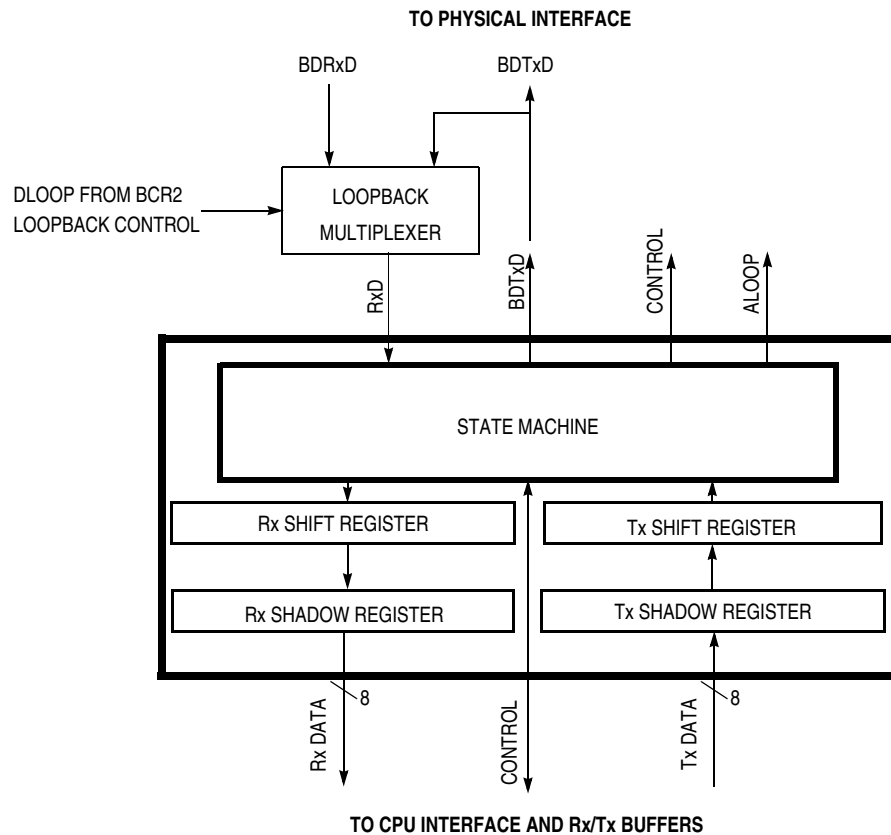 TO PHYSICAL INTERFACE
BDRxD
BDTxD
DLOOP FROM BCR2
LOOPBACK CONTROL
LOOPBACK
MULTIPLEXER
RxD
BDTxD
CONTROL
ALOOP
STATE MACHINE
Rx SHIFT REGISTER
Tx SHIFT REGISTER
Rx SHADOW REGISTER
Tx SHADOW REGISTER
8
8
Rx DATA
CONTROL
Tx DATA
TO CPU INTERFACE AND Rx/Tx BUFFERS